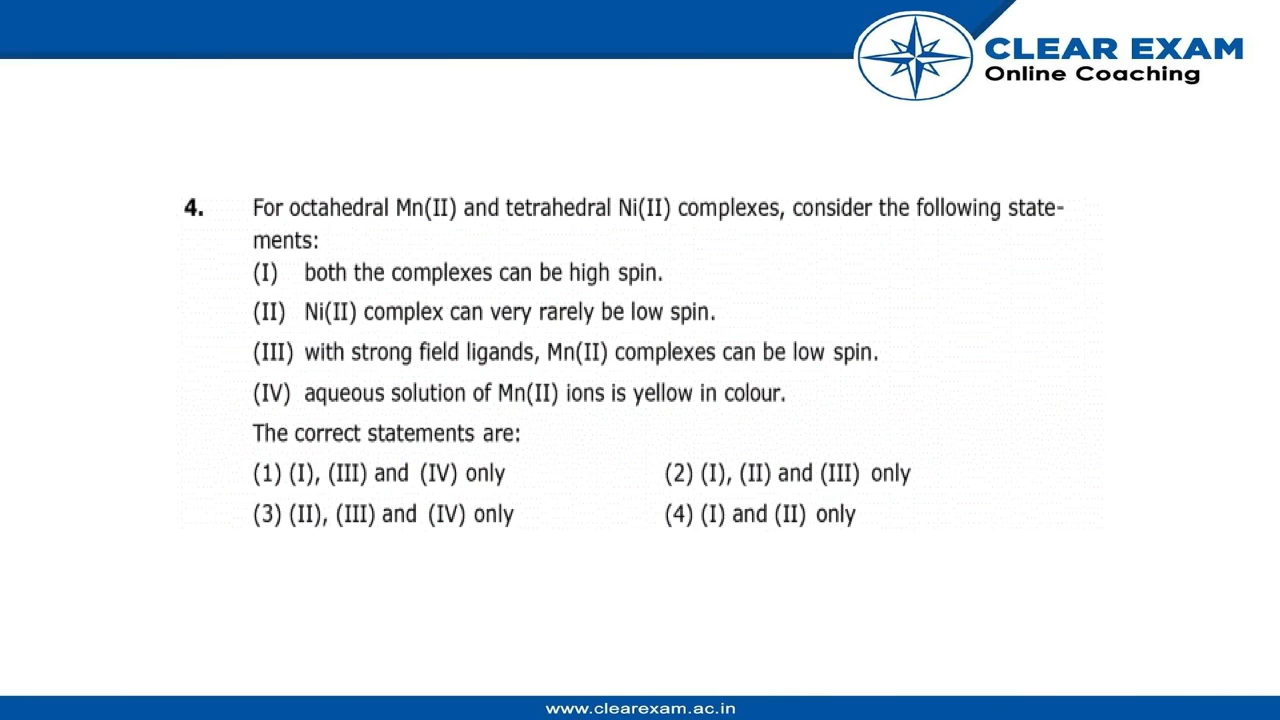 CLEAR EXAM
Online Coaching
4. For octahedral Mn(II) and tetrahedral Ni(II) complexes, consider the following state-
ments:
(I) both the complexes can be high spin.
(II) Ni(II) complex can very rarely be low spin.
(III) with strong field ligands, Mn(II) complexes can be low spin.
(IV) aqueous solution of Mn(II) ions is yellow in colour.
The correct statements are:
(1) (I), (III) and (IV) only (2) (I), (II) and (III) only
(3) (II), (III) and (IV) only (4) (I) and (II) only
www.clearexam.ac.in